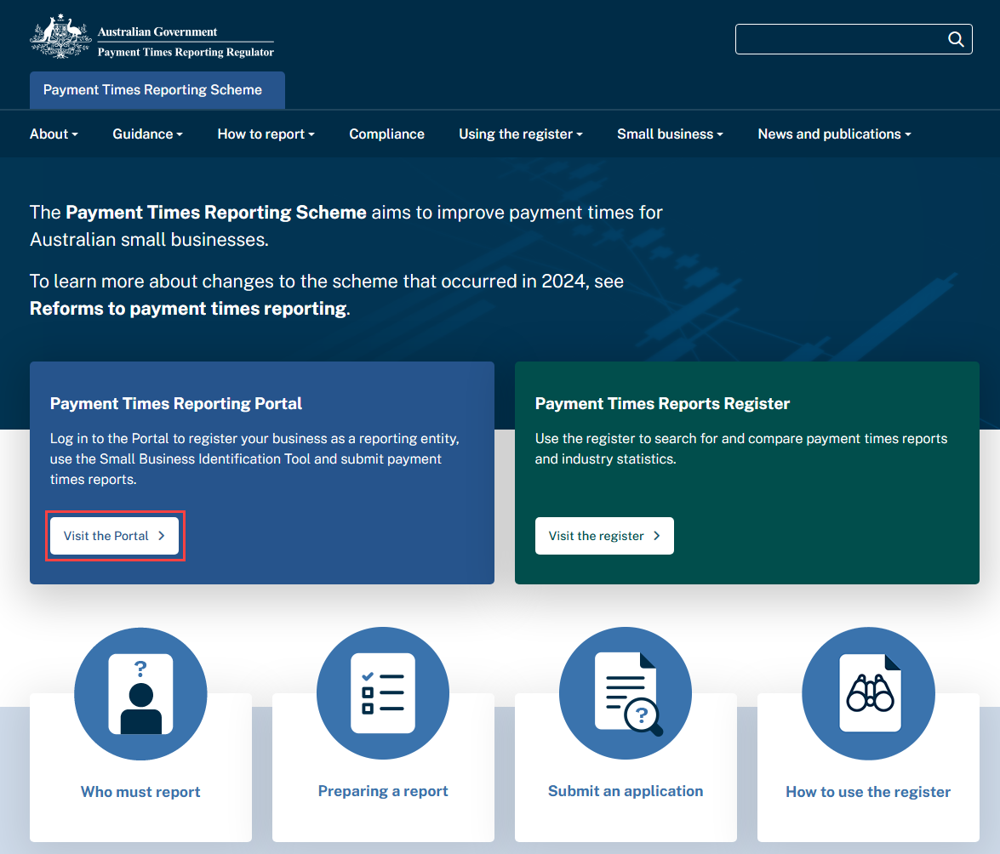 Australian Government
Payment Times Reporting Regulator
Payment Times Reporting Scheme
About
Guidance
How to report
Compliance
Using the register
Small business
News and publications
The Payment Times Reporting Scheme aims to improve payment times for
Australian small businesses.
To learn more about changes to the scheme that occurred in 2024, see
Reforms to payment times reporting.
Payment Times Reporting Portal
Log in to the Portal to register your business as a reporting entity,
use the Small Business Identification Tool and submit payment
times reports.
Visit the Portal
Payment Times Reports Register
Use the register to search for and compare payment times reports
and industry statistics.
Visit the register
?
Who must report
Preparing a report
?
Submit an application
How to use the register